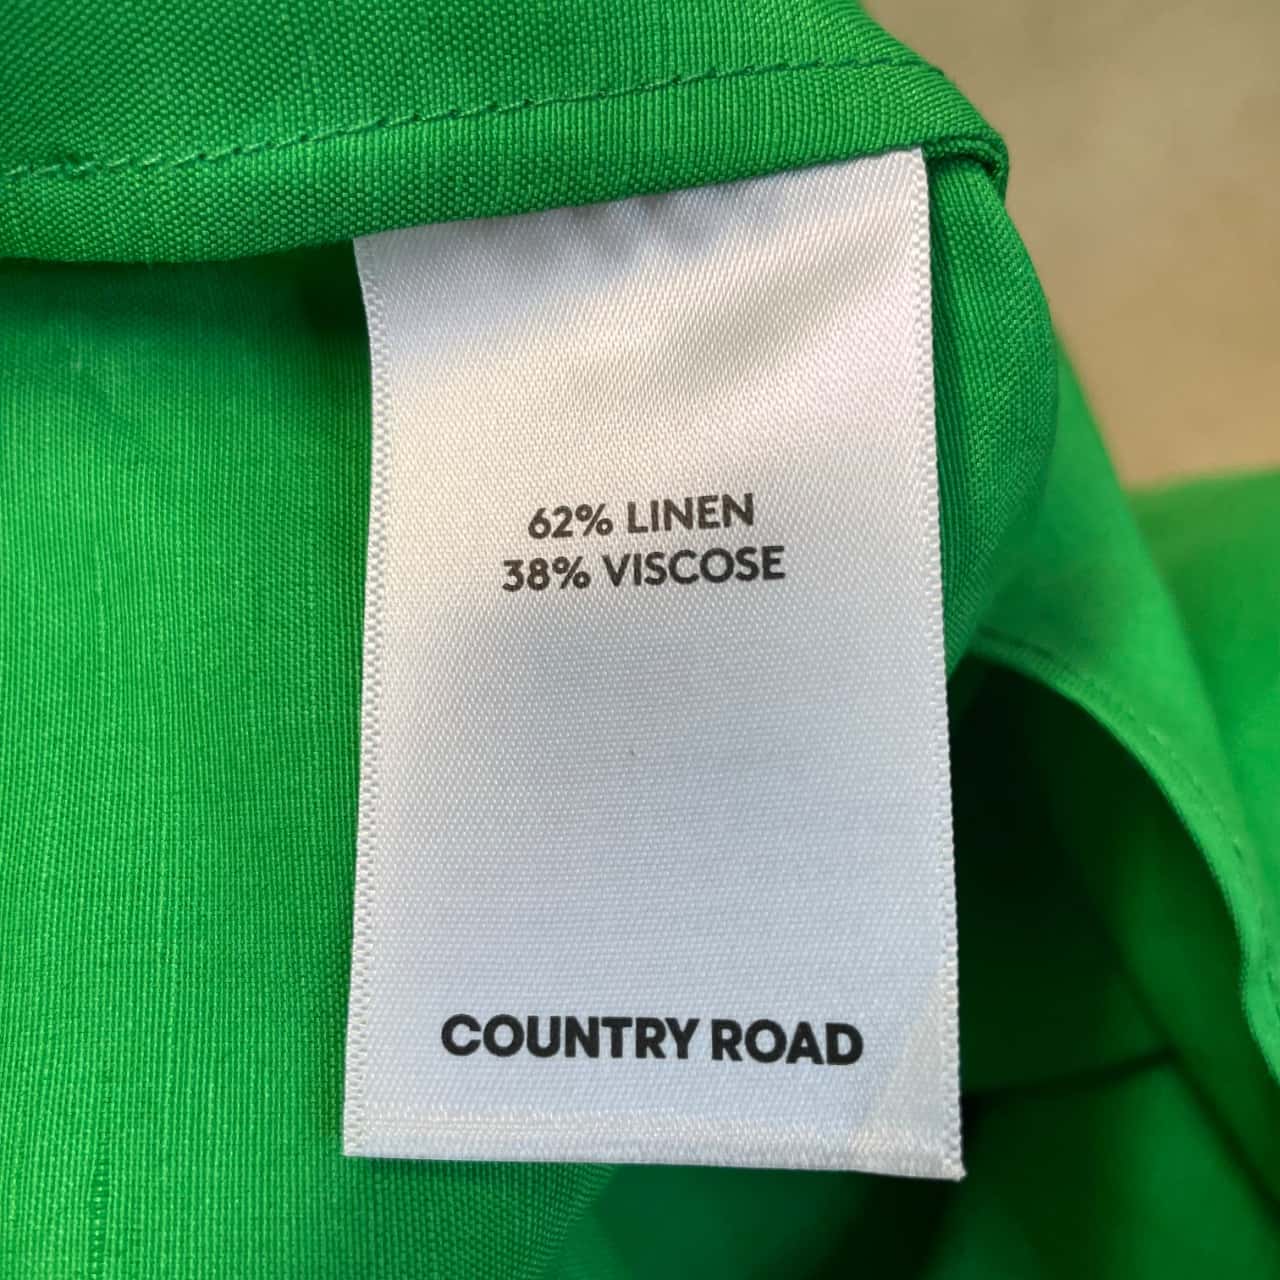 62% LINEN
38% VISCOSE
COUNTRY ROAD